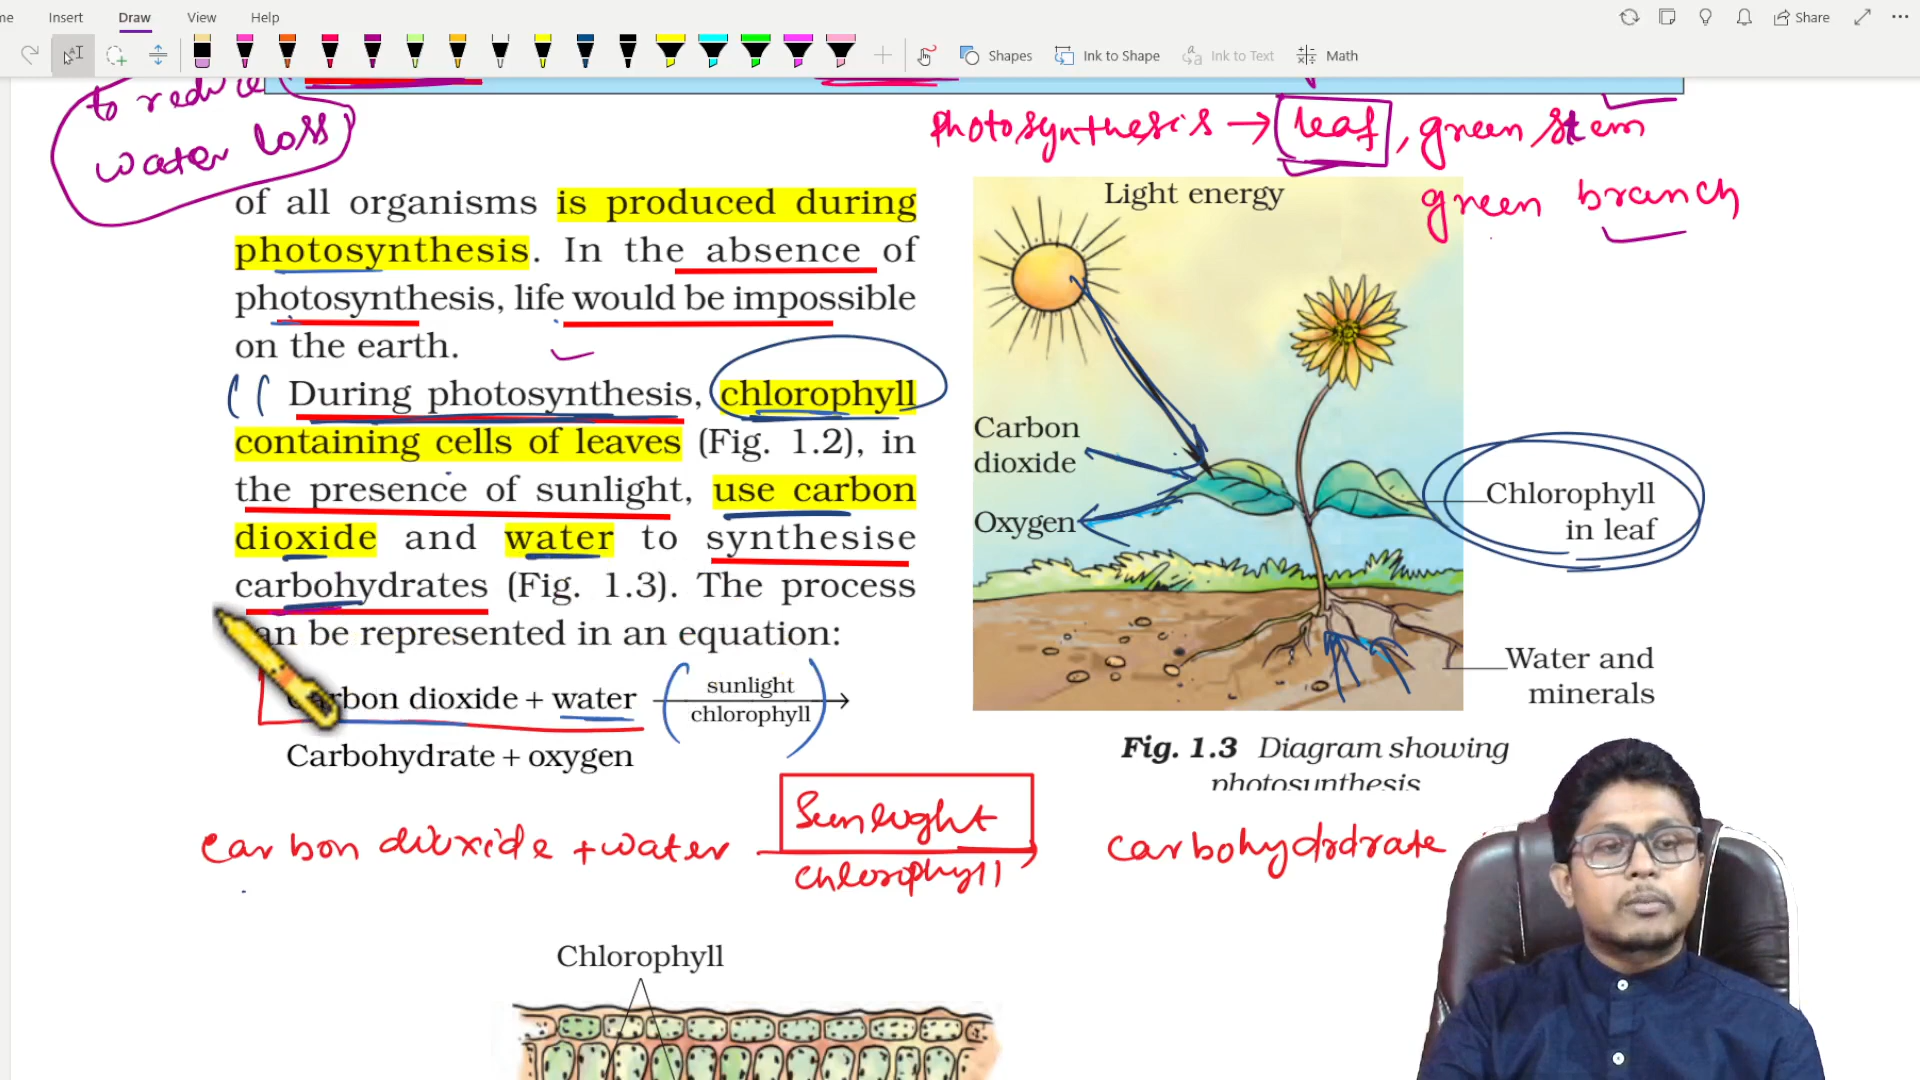 me Insert Draw View Help Share
Shapes Ink to Shape Ink to Text Math
to reduce
water loss
photosynthesis → leaf, green stem
green branch
of all organisms is produced during
photosynthesis. In the absence of
photosynthesis, life would be impossible
on the earth.
During photosynthesis, chlorophyll
containing cells of leaves (Fig. 1.2), in
the presence of sunlight, use carbon
dioxide and water to synthesise
carbohydrates (Fig. 1.3). The process
an be represented in an equation:
rbon dioxide + water sunlight
chlorophyll
Carbohydrate + oxygen
Light energy
Carbon
dioxide
Oxygen
Chlorophyll
in leaf
Water and
minerals
Fig. 1.3 Diagram showing
photosunthesis
carbon dioxide + water Sunlight
chlorophyll
carbohydrdrate
Chlorophyll